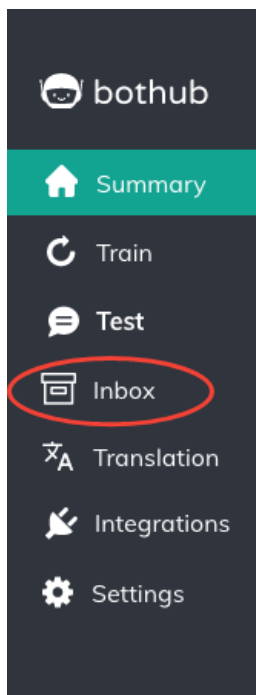 bothub
Summary
Train
Test
Inbox
Translation
Integrations
Settings